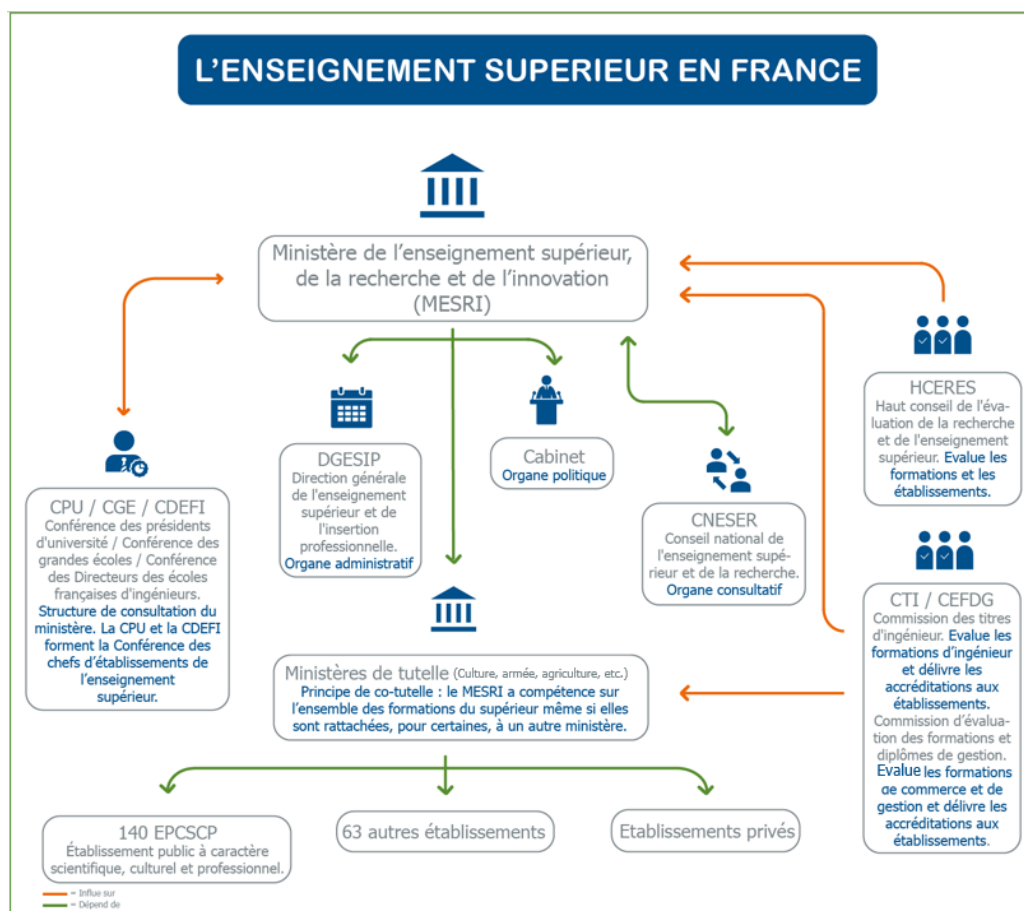 L'ENSEIGNEMENT SUPERIEUR EN FRANCE
Ministère de l'enseignement supérieur,
de la recherche et de l'innovation
(MESRI)
CPU / CGE / CDEFI
Conférence des présidents
d'université / Conférence des
grandes écoles / Conférence
des Directeurs des écoles
françaises d'ingénieurs.
Structure de consultation du
ministère. La CPU et la CDEFI
forment la Conférence des
chefs d'établissements de
l'enseignement
supérieur.
DGESIP
Direction générale
de l'enseignement
supérieur et de
l'insertion
professionnelle.
Organe administratif
Cabinet
Organe politique
CNESER
Conseil national de
l'enseignement supé-
rieur et de la recherche.
Organe consultatif
HCERES
Haut conseil de l'éva-
luation de la recherche
et de l'enseignement
supérieur. Evalue les
formations et les
établissements.
CTI / CEFDG
Commission des titres
d'ingénieur. Evalue les
formations d'ingénieur
et délivre les
accréditations aux
établissements.
Commission d'évalua-
tion des formations et
diplômes de gestion.
Evalue les formations
de commerce et de
gestion et délivre les
accréditations aux
établissements.
Ministères de tutelle (Culture, armée, agriculture, etc.)
Principe de co-tutelle : le MESRI a compétence sur
l'ensemble des formations du supérieur même si elles
sont rattachées, pour certaines, à un autre ministère.
140 EPCSCP
Établissement public à caractère
scientifique, culturel et professionnel.
63 autres établissements
Etablissements privés
= Influe sur
= Dépend de